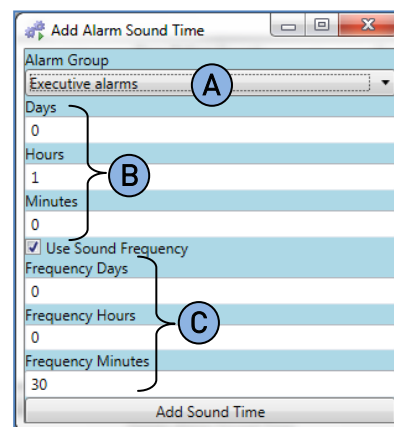 Add Alarm Sound Time
Alarm Group
Executive alarms
A
Days
0
Hours
B
1
Minutes
0
Use Sound Frequency
Frequency Days
0
Frequency Hours
C
0
Frequency Minutes
30
Add Sound Time